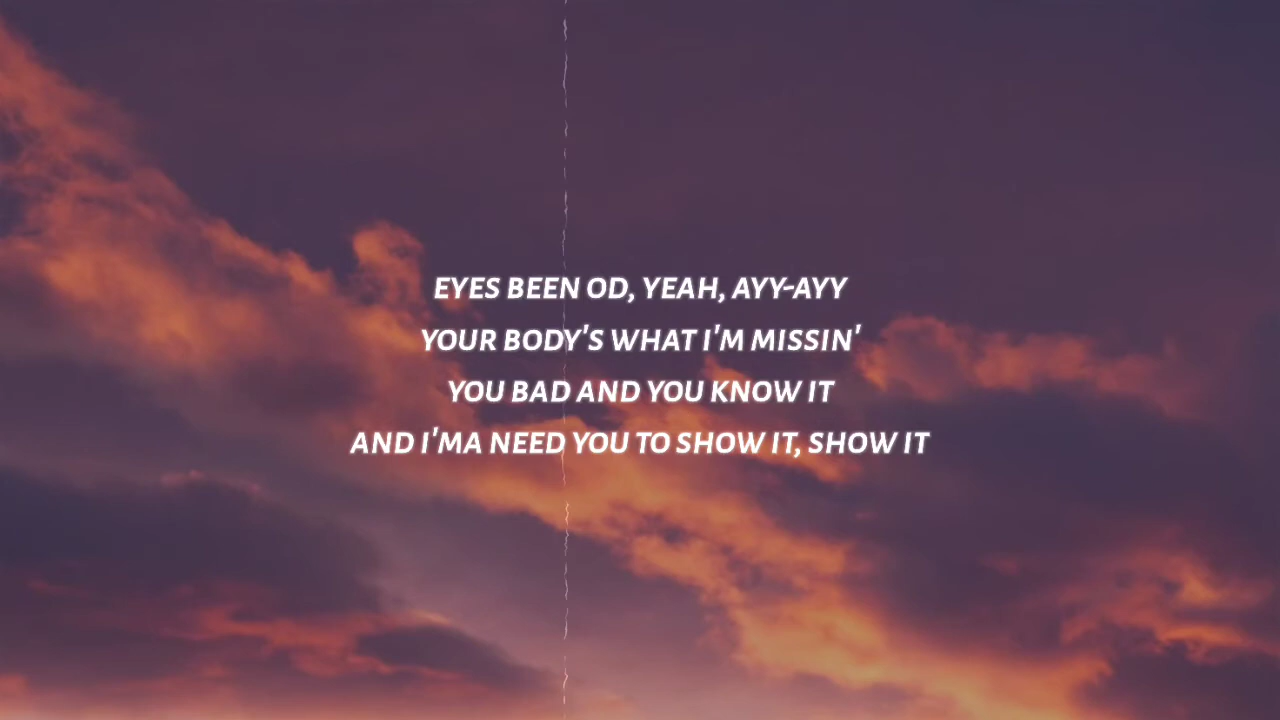 EYES BEEN OD, YEAH, AYY-AYY
YOUR BODY'S WHAT I'M MISSIN'
YOU BAD AND YOU KNOW IT
AND I'MA NEED YOU TO SHOW IT, SHOW IT